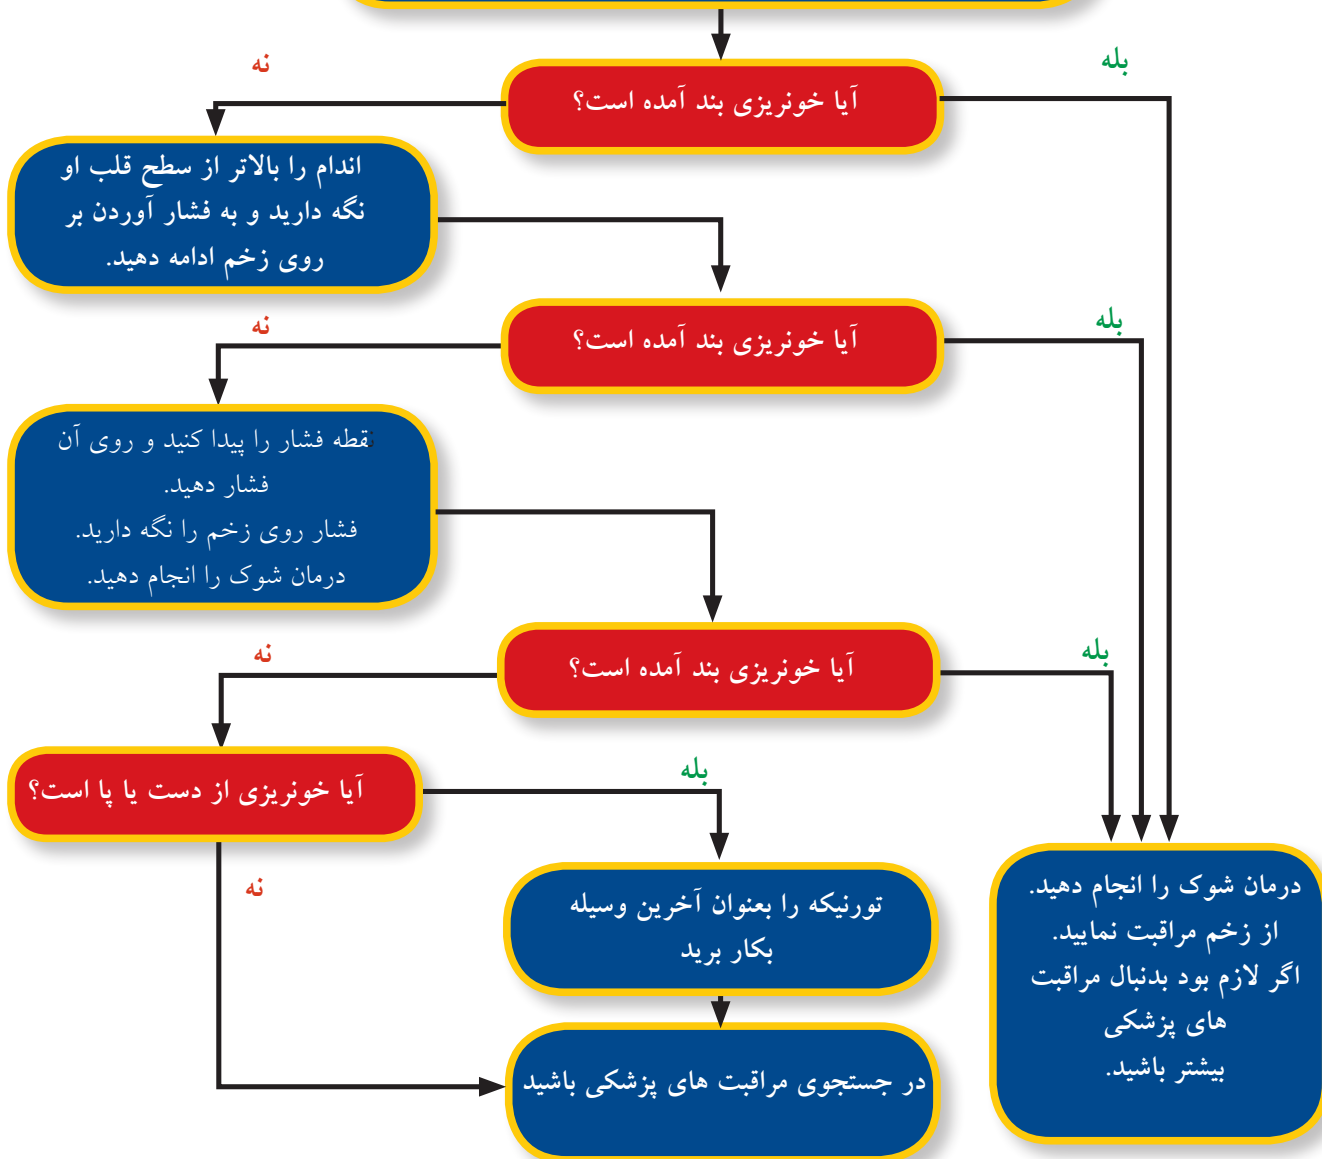 بله
نه
آیا خونریزی بند آمده است؟
اندام را بالاتر از سطح قلب او
نگه دارید و به فشار آوردن بر
روی زخم ادامه دهید.
بله
نه
آیا خونریزی بند آمده است؟
نقطه فشار را پیدا کنید و روی آن
فشار دهید.
فشار روی زخم را نگه دارید.
درمان شوک را انجام دهید.
بله
نه
آیا خونریزی بند آمده است؟
آیا خونریزی از دست یا پا است؟
بله
نه
تورنیکه را بعنوان آخرین وسیله
بکار برید
در جستجوی مراقبت های پزشکی باشید
درمان شوک را انجام دهید.
از زخم مراقبت نمایید.
اگر لازم بود بدنبال مراقبت
های پزشکی
بیشتر باشید.